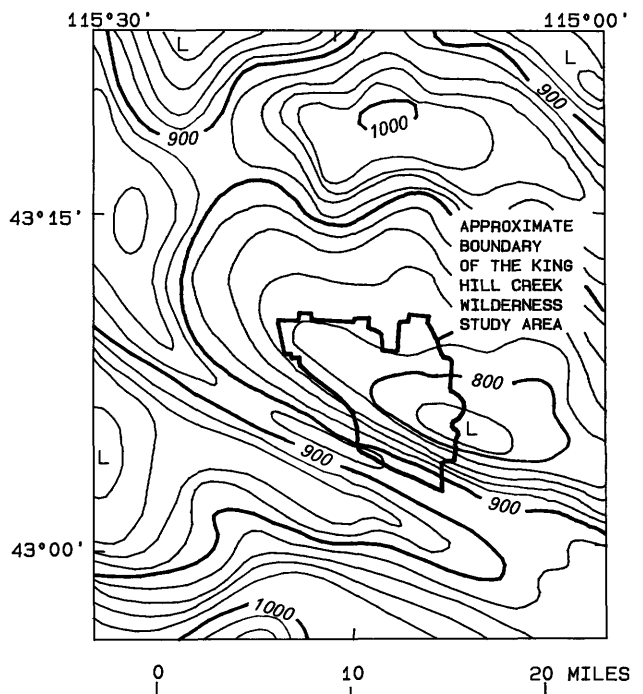 115°30'
115°00'
L
L
900
1000
900
43°15'
APPROXIMATE
BOUNDARY
OF THE KING
HILL CREEK
WILDERNESS
STUDY AREA
800
L
L
900
900
43°00'
1000
0 10 20 MILES